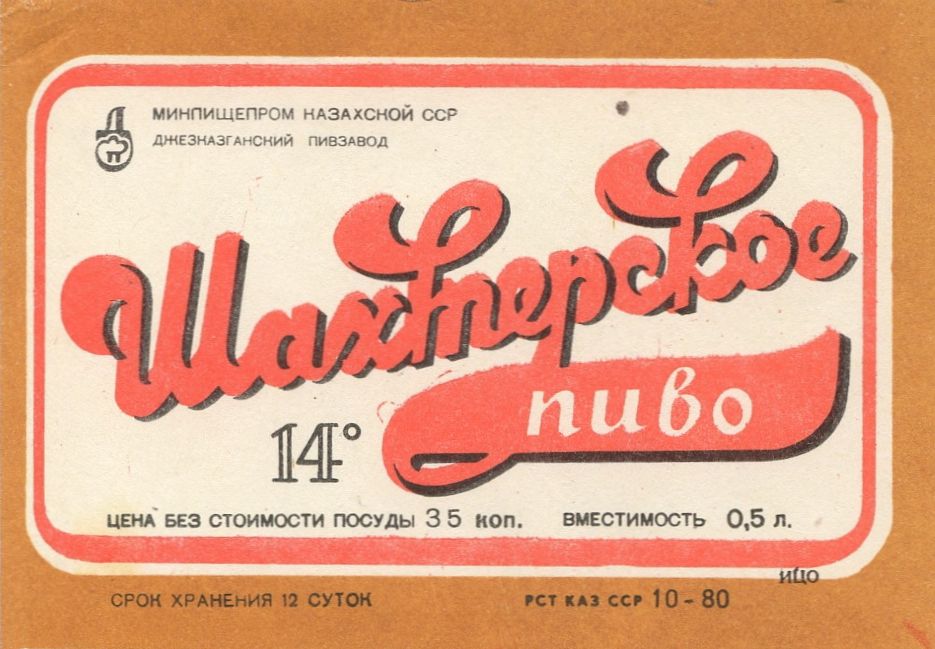 МИНПИЩЕПРОМ КАЗАХСКОЙ ССР
ДЖЕЗКАЗГАНСКИЙ ПИВЗАВОД
Шахтерское
пиво
14°
ЦЕНА БЕЗ СТОИМОСТИ ПОСУДЫ 35 коп. ВМЕСТИМОСТЬ 0,5 л.
ИЦО
СРОК ХРАНЕНИЯ 12 СУТОК РСТ КАЗ ССР 10-80